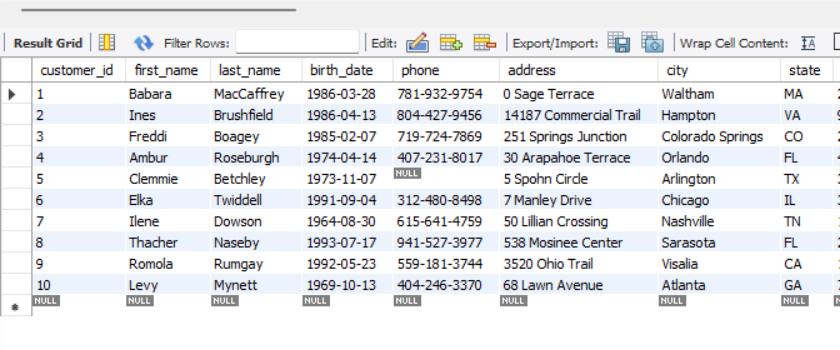 Result Grid Filter Rows: Edit: Export/Import: Wrap Cell Content: IA
customer_id first_name last_name birth_date phone address city state
1 Babara MacCaffrey 1986-03-28 781-932-9754 0 Sage Terrace Waltham MA
2 Ines Brushfield 1986-04-13 804-427-9456 14187 Commercial Trail Hampton VA
3 Freddi Boagey 1985-02-07 719-724-7869 251 Springs Junction Colorado Springs CO
4 Ambur Roseburgh 1974-04-14 407-231-8017 30 Arapahoe Terrace Orlando FL
5 Clemmie Betchley 1973-11-07 NULL 5 Spohn Circle Arlington TX
6 Elka Twiddell 1991-09-04 312-480-8498 7 Manley Drive Chicago IL
7 Ilene Dowson 1964-08-30 615-641-4759 50 Lillian Crossing Nashville TN
8 Thacher Naseby 1993-07-17 941-527-3977 538 Mosinee Center Sarasota FL
9 Romola Rumgay 1992-05-23 559-181-3744 3520 Ohio Trail Visalia CA
10 Levy Mynett 1969-10-13 404-246-3370 68 Lawn Avenue Atlanta GA
NULL NULL NULL NULL NULL NULL NULL NULL